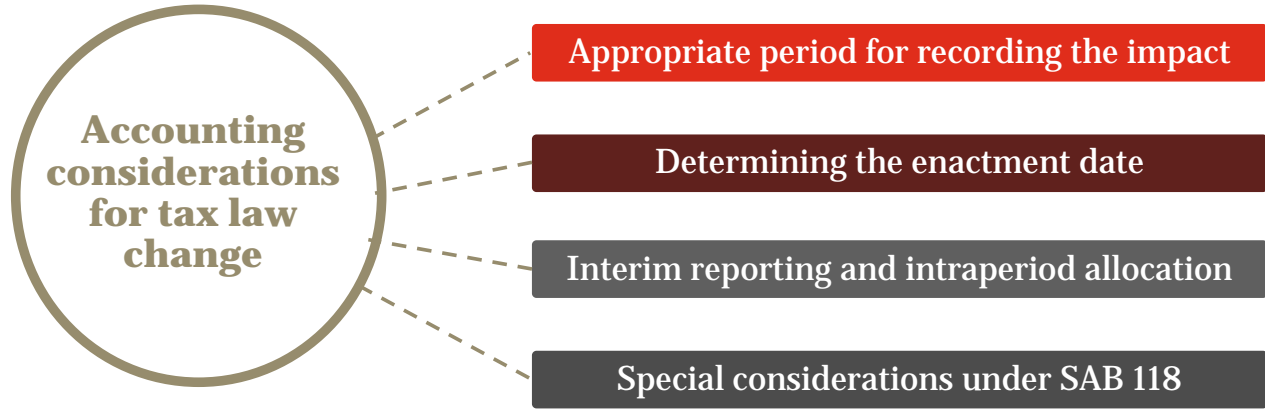 Accounting
considerations
for tax law
change
Appropriate period for recording the impact
Determining the enactment date
Interim reporting and intraperiod allocation
Special considerations under SAB 118